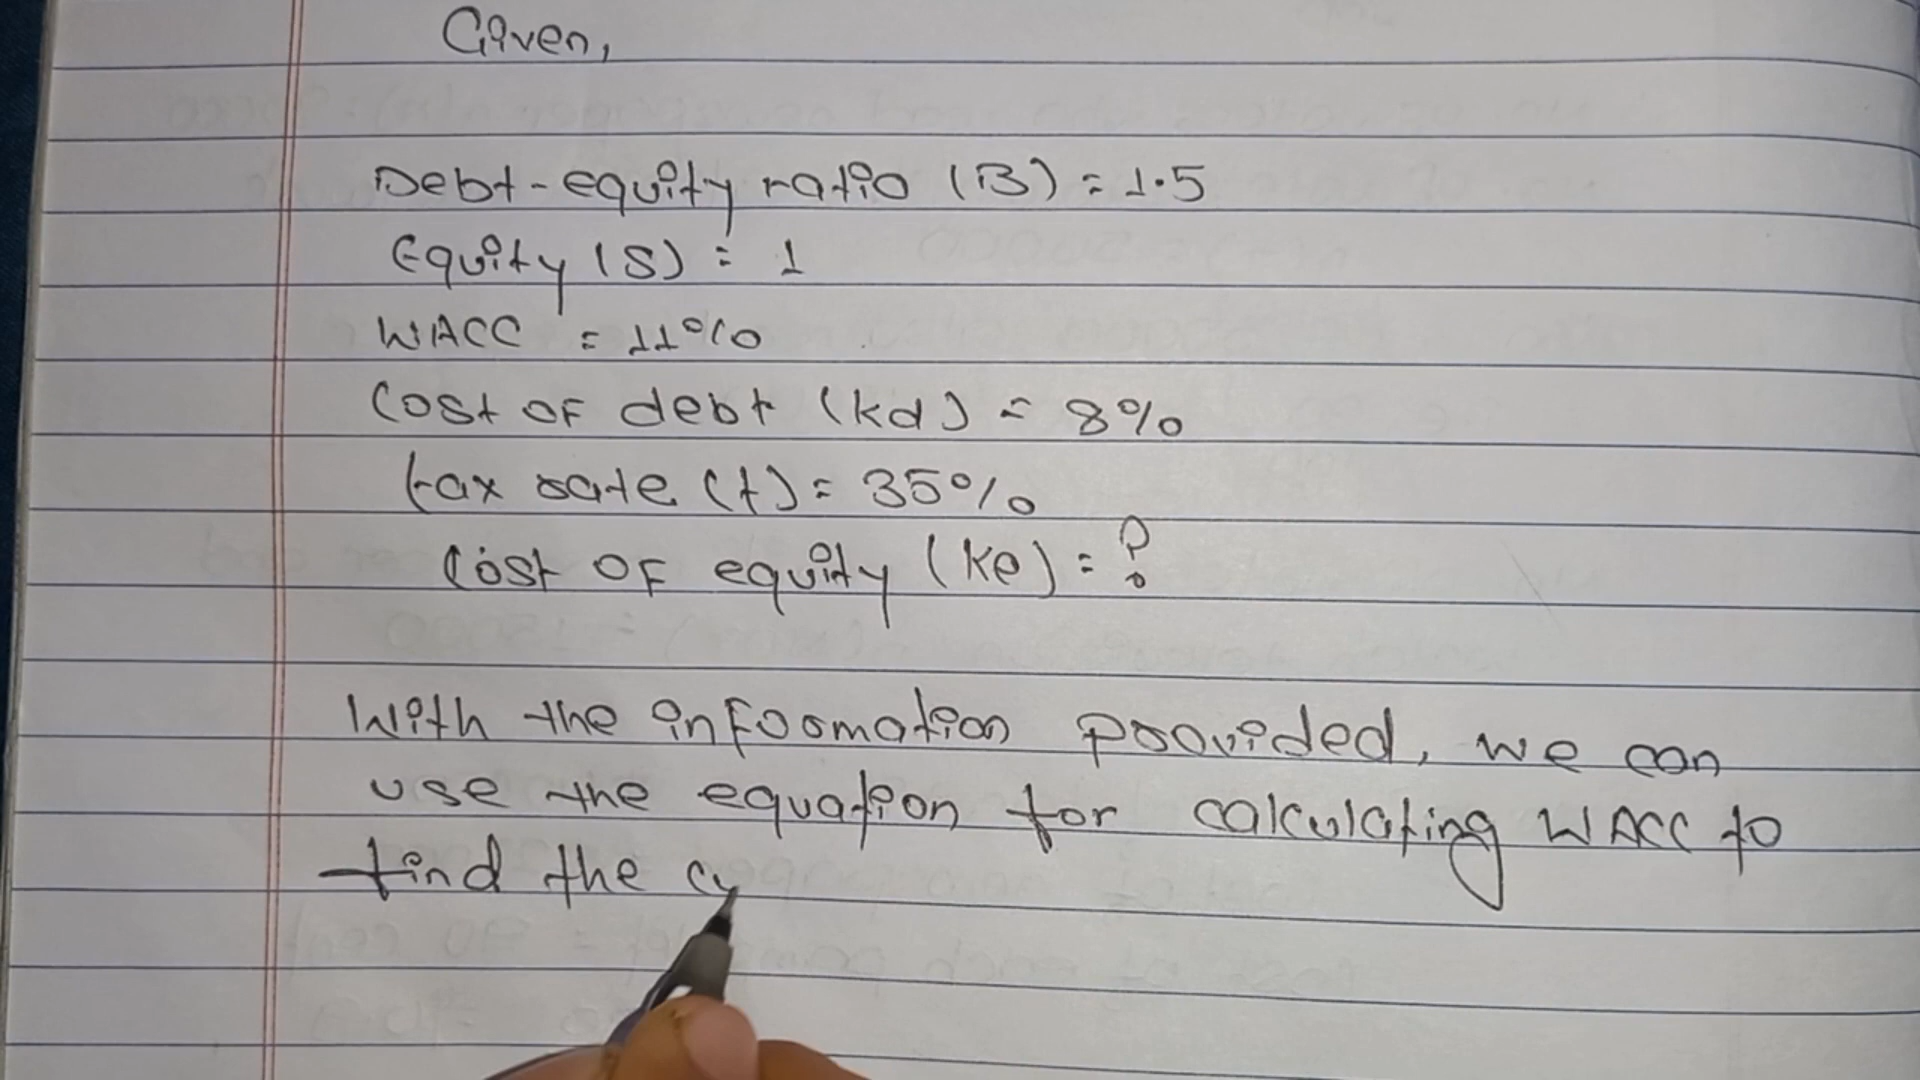 Given,
Debt-equity ratio (B) = 1.5
Equity (S) = 1
WACC = 11%
Cost of debt (kd) = 8%
tax rate (t) = 35%
Cost of equity (ke) = ?
With the information provided, we can
use the equation for calculating WACC to
find the